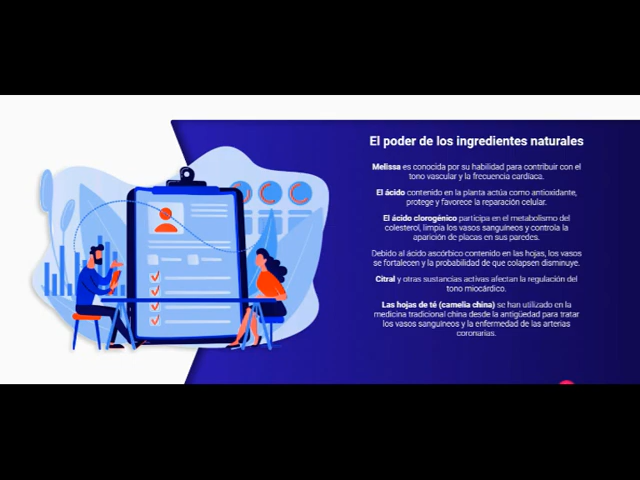 El poder de los ingredientes naturales
Melissa es conocida por su habilidad para contribuir con el
tono vascular y la frecuencia cardíaca.
El ácido contenido en la planta actúa como antioxidante,
protege y favorece la reparación celular.
El ácido clorogénico participa en el metabolismo del
colesterol, limpia los vasos sanguíneos y controla la
aparición de placas en sus paredes.
Debido al ácido ascórbico contenido en las hojas, los vasos
se fortalecen y la probabilidad de que colapsen disminuye.
Citral y otras sustancias activas afectan la regulación del
tono miocárdico.
Las hojas de té (camelia china) se han utilizado en la
medicina tradicional china desde la antigüedad para tratar
los vasos sanguíneos y la enfermedad de las arterias
coronarias.